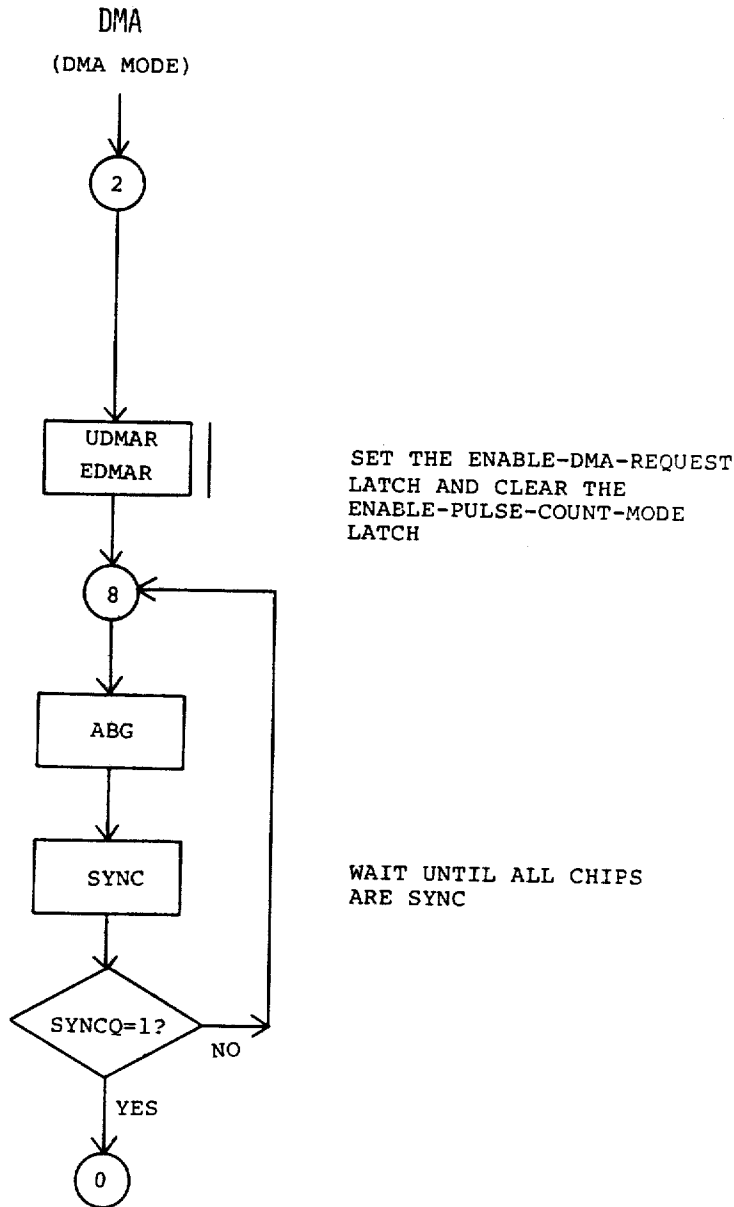 DMA
(DMA MODE)
2
UDMAR
EDMAR
SET THE ENABLE-DMA-REQUEST
LATCH AND CLEAR THE
ENABLE-PULSE-COUNT-MODE
LATCH
8
ABG
SYNC
WAIT UNTIL ALL CHIPS
ARE SYNC
SYNCQ=1?
NO
YES
0